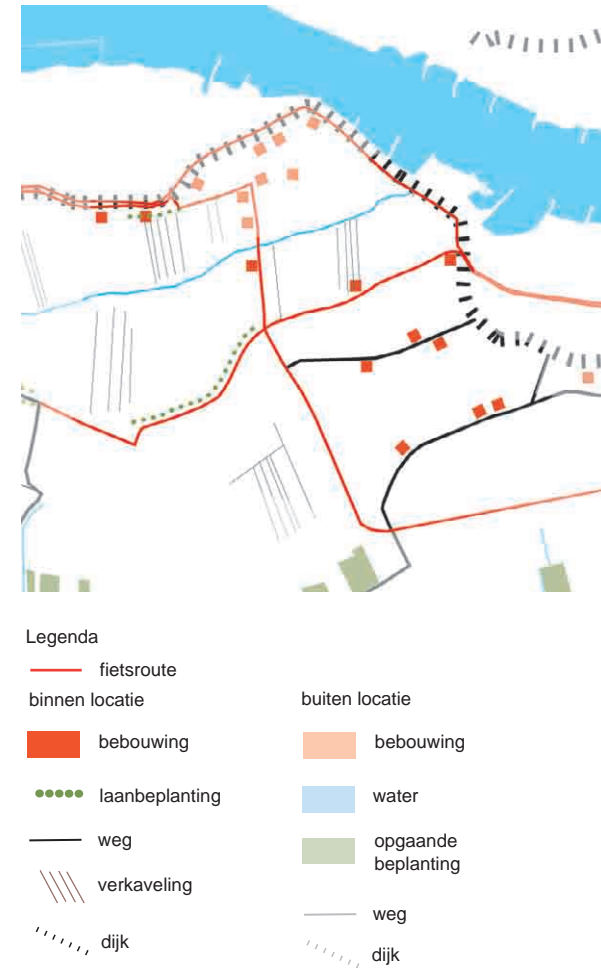 Legenda
fietsroute
binnen locatie
buiten locatie
bebouwing
bebouwing
laanbeplanting
water
weg
opgaande
beplanting
verkaveling
weg
dijk
dijk